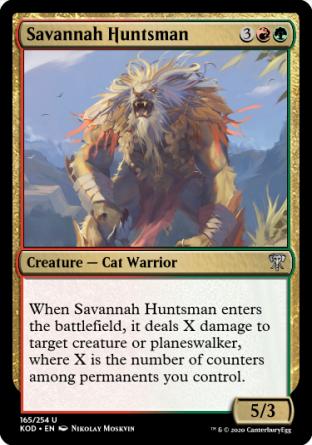 Savannah Huntsman 3
Creature — Cat Warrior
When Savannah Huntsman enters
the battlefield, it deals X damage to
target creature or planeswalker,
where X is the number of counters
among permanents you control.
5/3
165/254 U
KOD • EN Nikolay Moskvin
™ & © 2020 CanterburyEgg